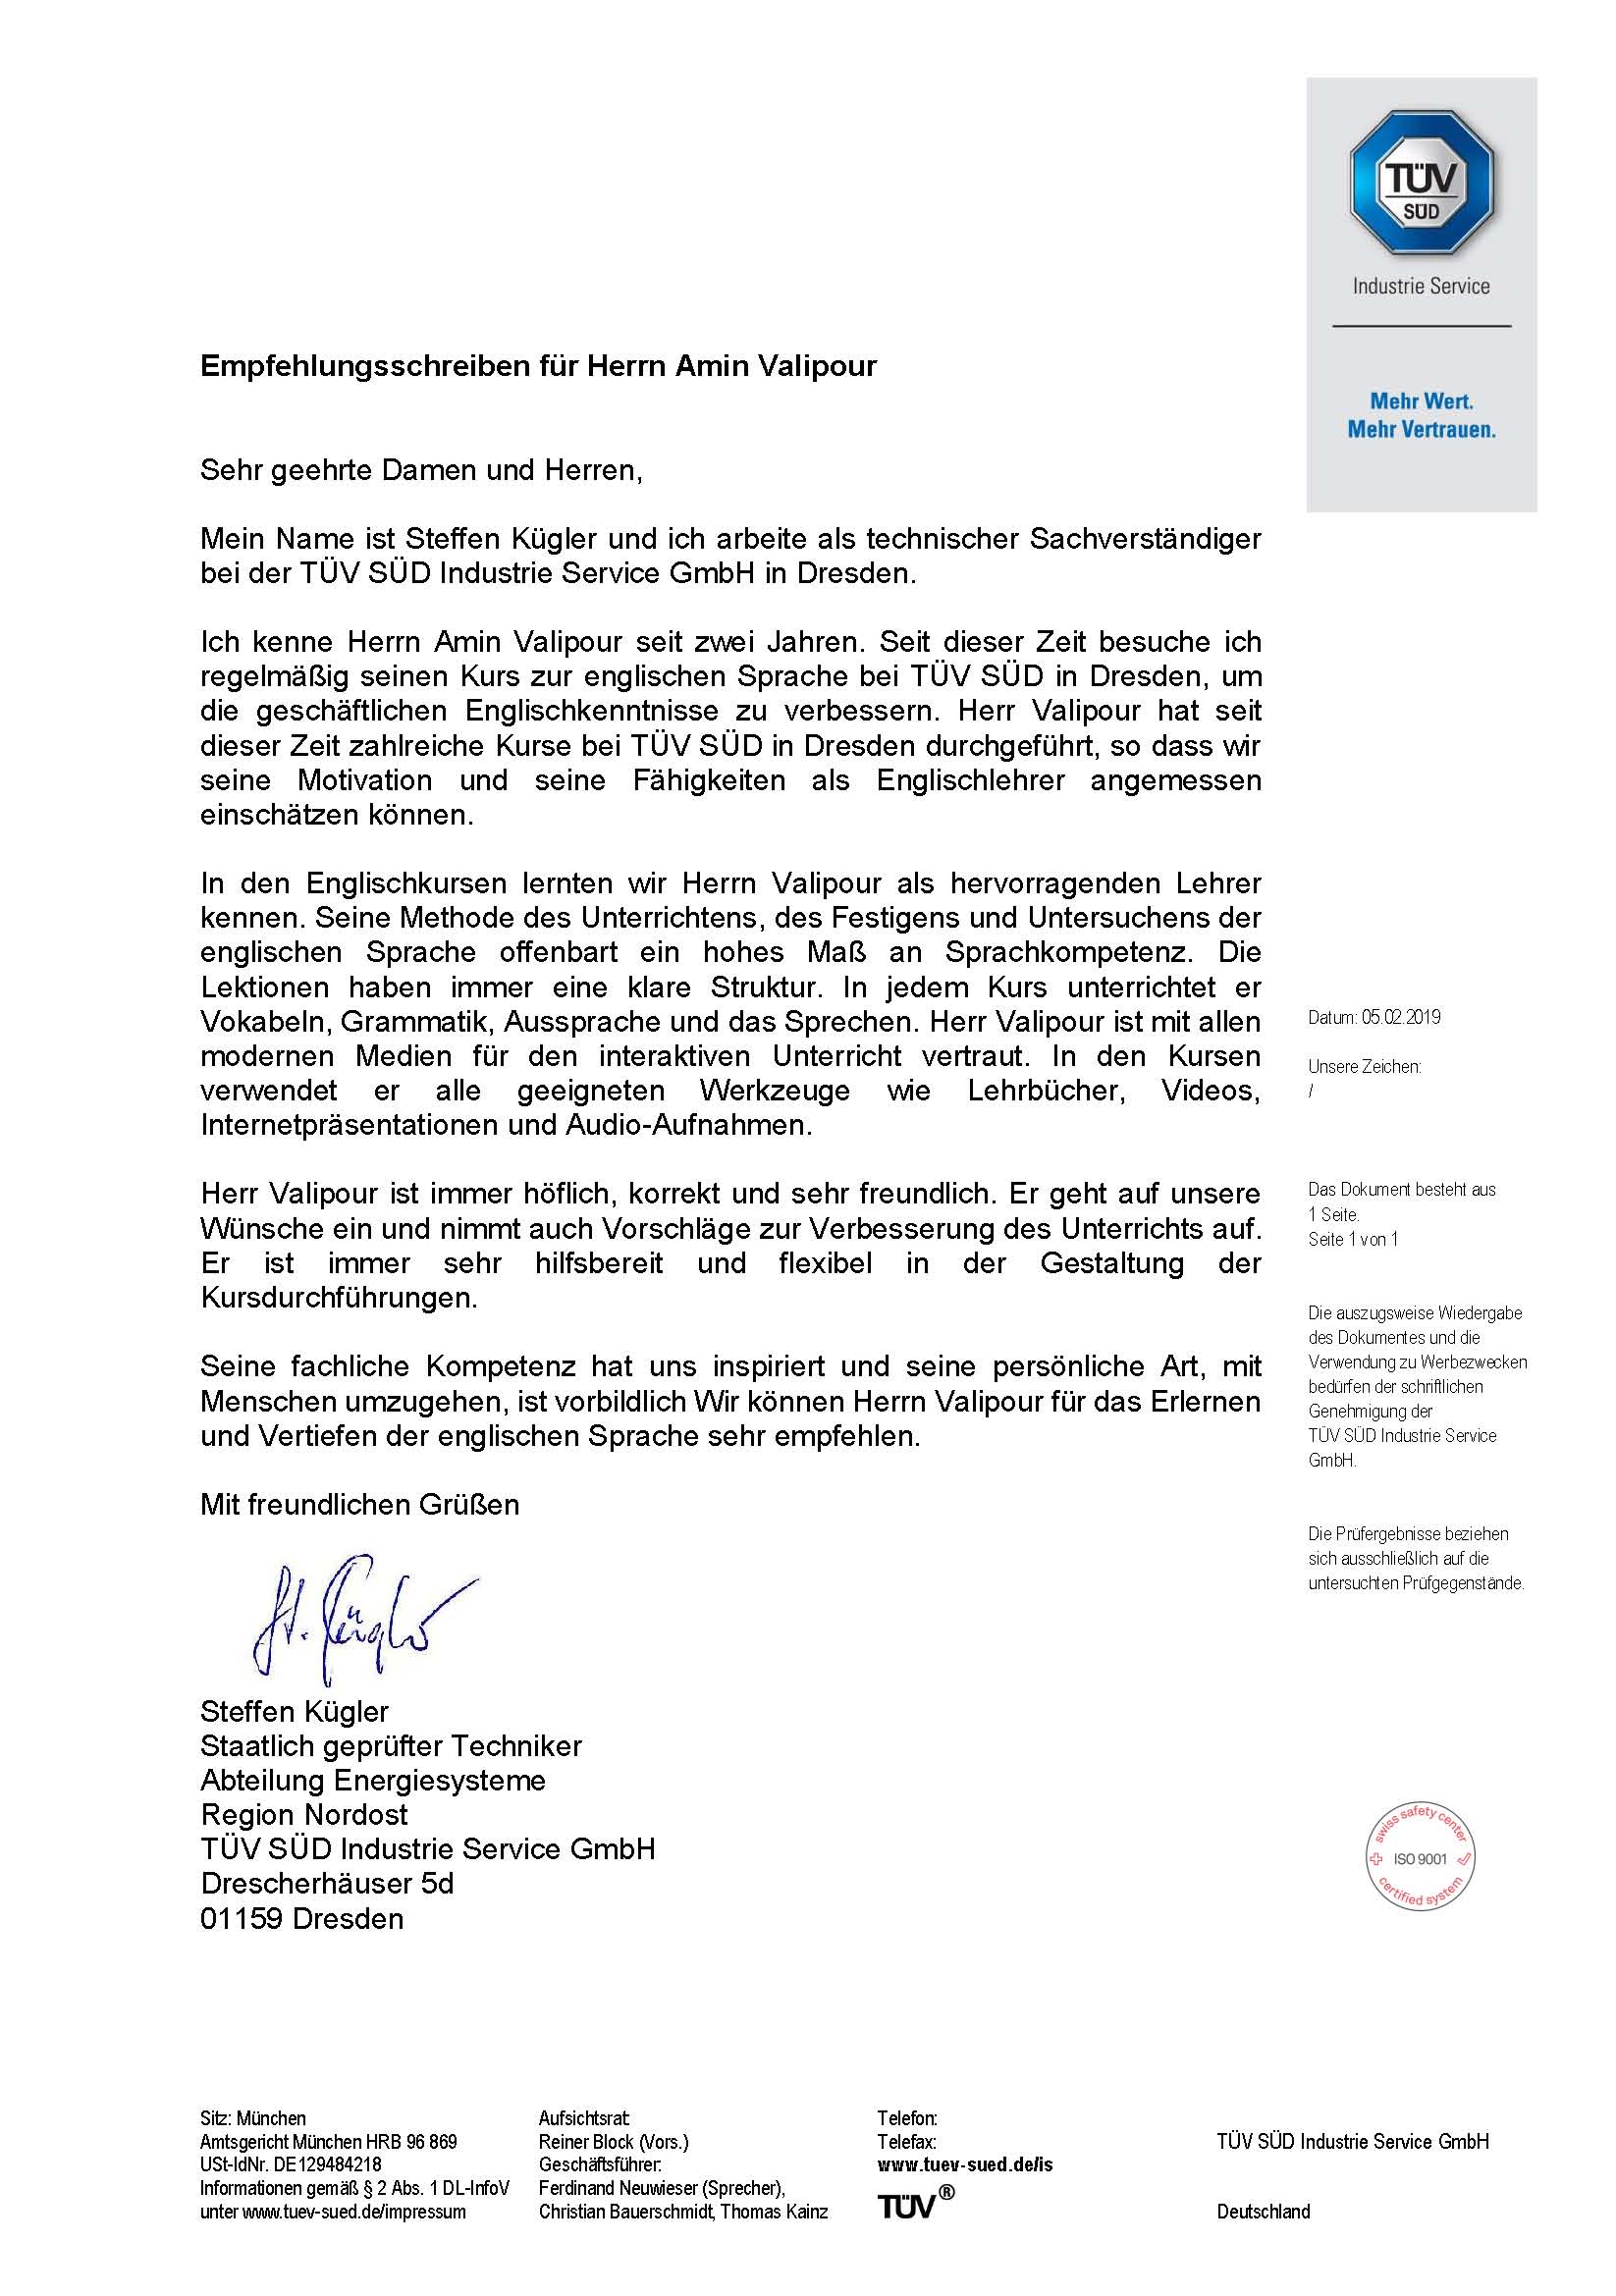 TÜV
SÜD
Industrie Service
Mehr Wert.
Mehr Vertrauen.
Empfehlungsschreiben für Herrn Amin Valipour
Sehr geehrte Damen und Herren,
Mein Name ist Steffen Kügler und ich arbeite als technischer Sachverständiger
bei der TÜV SÜD Industrie Service GmbH in Dresden.
Ich kenne Herrn Amin Valipour seit zwei Jahren. Seit dieser Zeit besuche ich
regelmäßig seinen Kurs zur englischen Sprache bei TÜV SÜD in Dresden, um
die geschäftlichen Englischkenntnisse zu verbessern. Herr Valipour hat seit
dieser Zeit zahlreiche Kurse bei TÜV SÜD in Dresden durchgeführt, so dass wir
seine Motivation und seine Fähigkeiten als Englischlehrer angemessen
einschätzen können.
In den Englischkursen lernten wir Herrn Valipour als hervorragenden Lehrer
kennen. Seine Methode des Unterrichtens, des Festigens und Untersuchens der
englischen Sprache offenbart ein hohes Maß an Sprachkompetenz. Die
Lektionen haben immer eine klare Struktur. In jedem Kurs unterrichtet er
Vokabeln, Grammatik, Aussprache und das Sprechen. Herr Valipour ist mit allen
modernen Medien für den interaktiven Unterricht vertraut. In den Kursen
verwendet er alle geeigneten Werkzeuge wie Lehrbücher, Videos,
Internetpräsentationen und Audio-Aufnahmen.
Herr Valipour ist immer höflich, korrekt und sehr freundlich. Er geht auf unsere
Wünsche ein und nimmt auch Vorschläge zur Verbesserung des Unterrichts auf.
Er ist immer sehr hilfsbereit und flexibel in der Gestaltung der
Kursdurchführungen.
Seine fachliche Kompetenz hat uns inspiriert und seine persönliche Art, mit
Menschen umzugehen, ist vorbildlich Wir können Herrn Valipour für das Erlernen
und Vertiefen der englischen Sprache sehr empfehlen.
Mit freundlichen Grüßen
St. Kügler
Steffen Kügler
Staatlich geprüfter Techniker
Abteilung Energiesysteme
Region Nordost
TÜV SÜD Industrie Service GmbH
Drescherhäuser 5d
01159 Dresden
Datum: 05.02.2019
Unsere Zeichen:
/
Das Dokument besteht aus
1 Seite.
Seite 1 von 1
Die auszugsweise Wiedergabe
des Dokumentes und die
Verwendung zu Werbezwecken
bedürfen der schriftlichen
Genehmigung der
TÜV SÜD Industrie Service
GmbH.
Die Prüfergebnisse beziehen
sich ausschließlich auf die
untersuchten Prüfgegenstände.
swiss safety center
ISO 9001
certified system
Sitz: München
Amtsgericht München HRB 96 869
USt-IdNr. DE129484218
Informationen gemäß § 2 Abs. 1 DL-InfoV
unter www.tuev-sued.de/impressum
Aufsichtsrat:
Reiner Block (Vors.)
Geschäftsführer:
Ferdinand Neuwieser (Sprecher),
Christian Bauerschmidt, Thomas Kainz
Telefon:
Telefax:
www.tuev-sued.de/is
TÜV®
TÜV SÜD Industrie Service GmbH
Deutschland